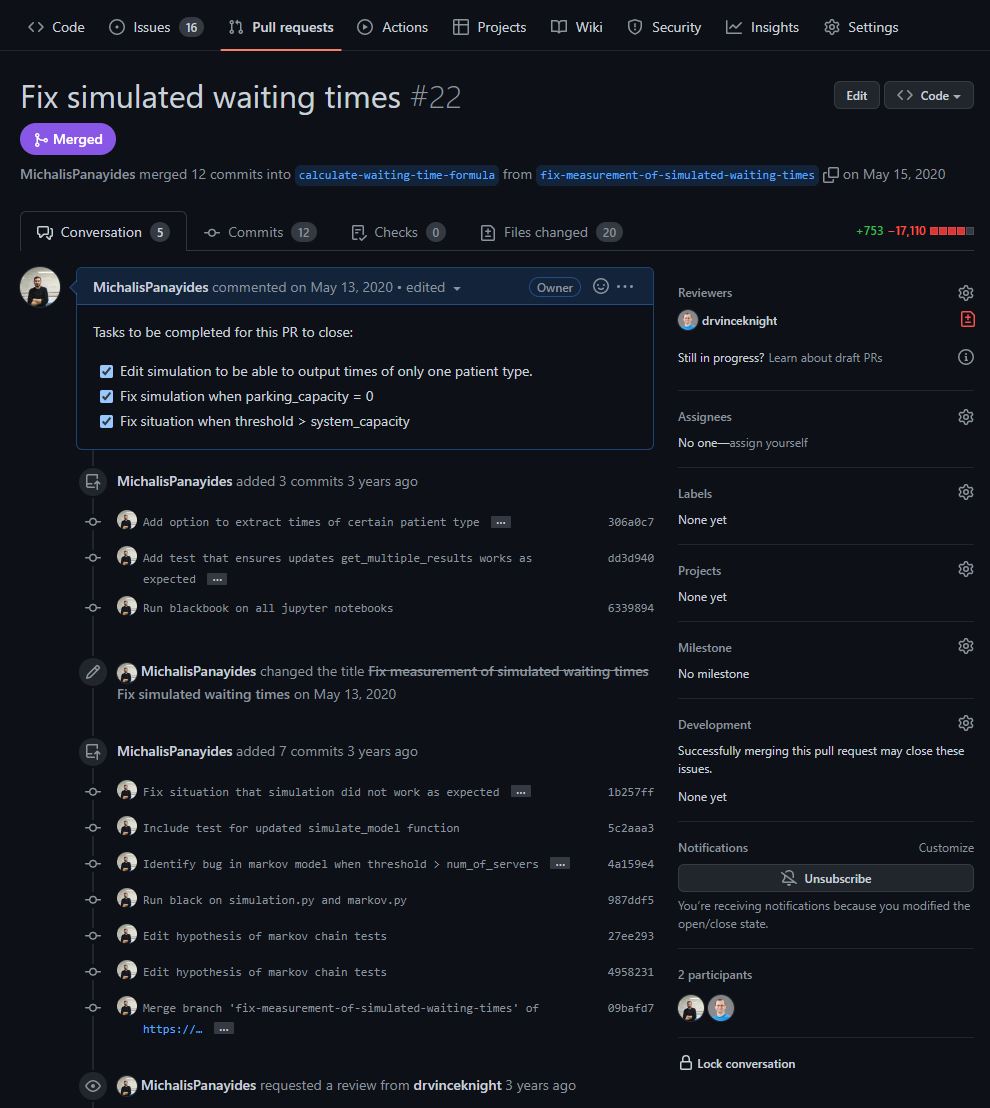 Code Issues 16 Pull requests Actions Projects Wiki Security Insights Settings
Fix simulated waiting times #22
Edit Code
Merged
MichalisPanayides merged 12 commits into calculate-waiting-time-formula from fix-measurement-of-simulated-waiting-times on May 15, 2020
Conversation 5 Commits 12 Checks 0 Files changed 20
+753 −17,110
MichalisPanayides commented on May 13, 2020 • edited Owner
Tasks to be completed for this PR to close:
Edit simulation to be able to output times of only one patient type.
Fix simulation when parking_capacity = 0
Fix situation when threshold > system_capacity
MichalisPanayides added 3 commits 3 years ago
Add option to extract times of certain patient type … 306a0c7
Add test that ensures updates get_multiple_results works as dd3d940
expected …
Run blackbook on all jupyter notebooks 6339894
MichalisPanayides changed the title Fix measurement of simulated waiting times
Fix simulated waiting times on May 13, 2020
MichalisPanayides added 7 commits 3 years ago
Fix situation that simulation did not work as expected … 1b257ff
Include test for updated simulate_model function 5c2aaa3
Identify bug in markov model when threshold > num_of_servers … 4a159e4
Run black on simulation.py and markov.py 987ddf5
Edit hypothesis of markov chain tests 27ee293
Edit hypothesis of markov chain tests 4958231
Merge branch 'fix-measurement-of-simulated-waiting-times' of 09bafd7
https://… …
MichalisPanayides requested a review from drvinceknight 3 years ago
Reviewers
drvinceknight
Still in progress? Learn about draft PRs
Assignees
No one—assign yourself
Labels
None yet
Projects
None yet
Milestone
No milestone
Development
Successfully merging this pull request may close these
issues.
None yet
Notifications Customize
Unsubscribe
You're receiving notifications because you modified the
open/close state.
2 participants
Lock conversation